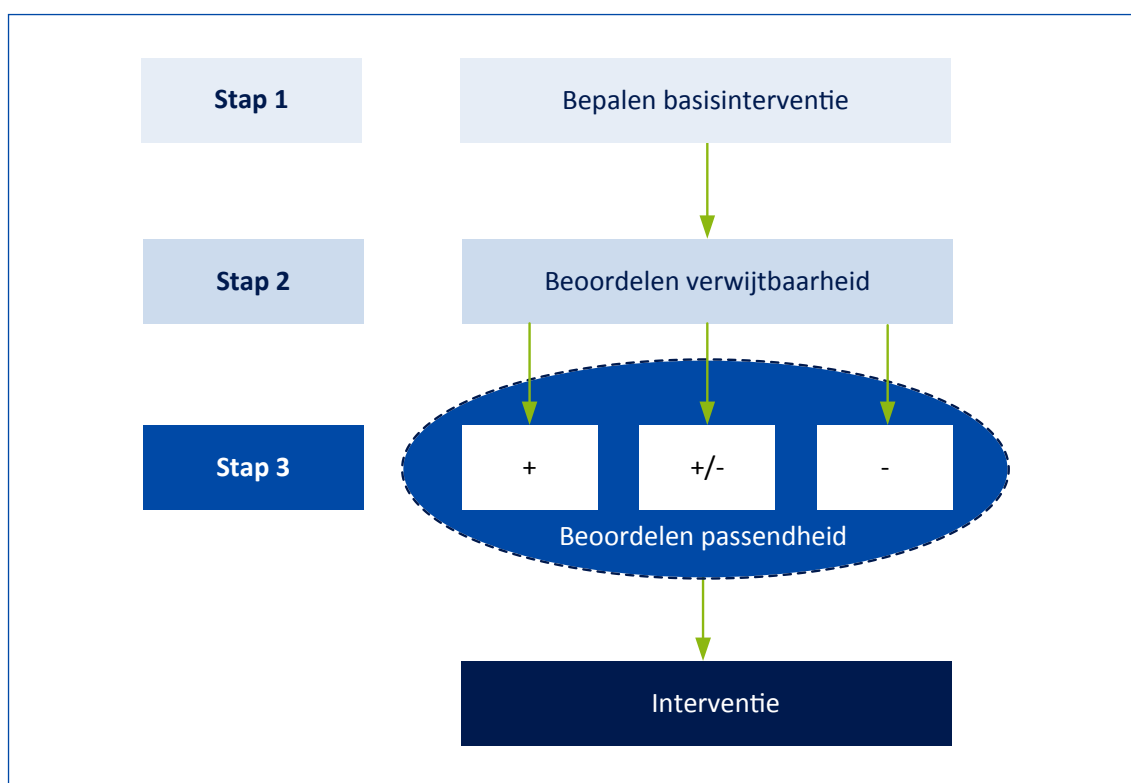 Stap 1
Bepalen basisinterventie
Stap 2
Beoordelen verwijtbaarheid
Stap 3
+
+/-
-
Beoordelen passendheid
Interventie